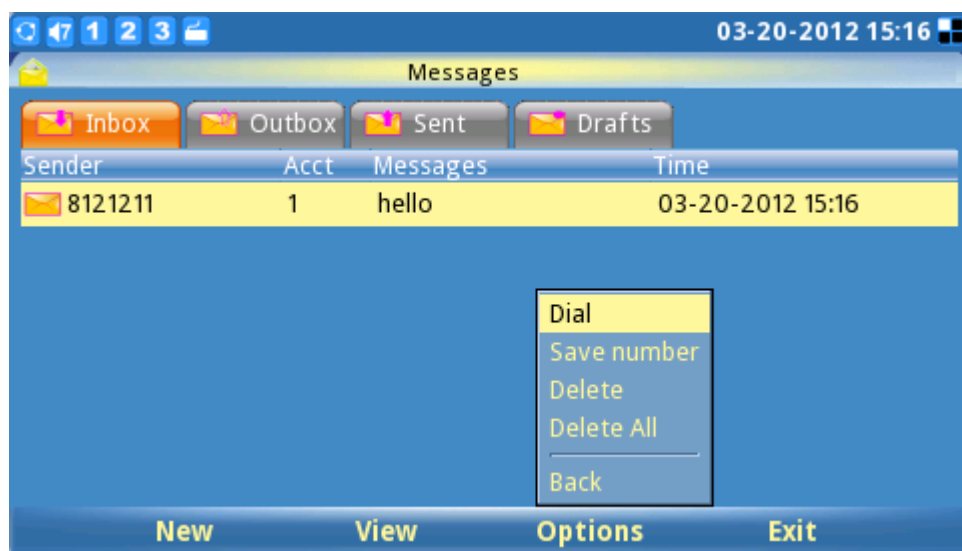 7 1 2 3 03-20-2012 15:16
Messages
Inbox Outbox Sent Drafts
Sender Acct Messages Time
8121211 1 hello 03-20-2012 15:16
Dial
Save number
Delete
Delete All
Back
New View Options Exit